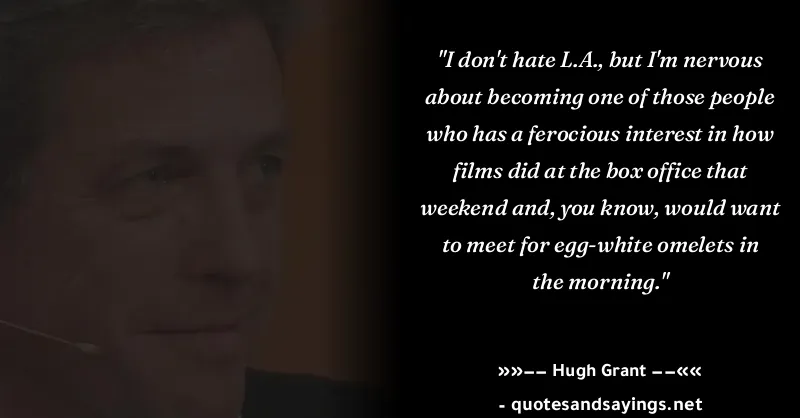 "I don't hate L.A., but I'm nervous
about becoming one of those people
who has a ferocious interest in how
films did at the box office that
weekend and, you know, would want
to meet for egg-white omelets in
the morning."
»»—— Hugh Grant ——««
- quotesandsayings.net